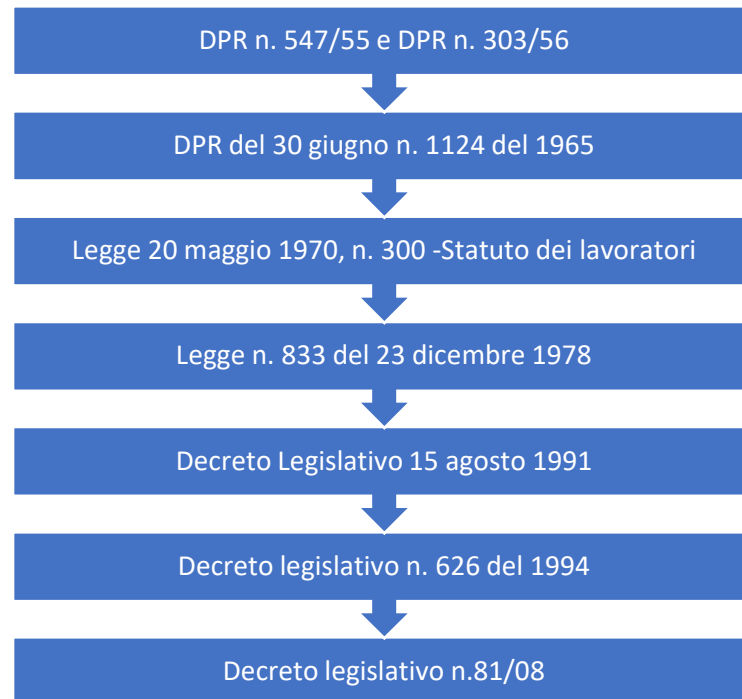 DPR n. 547/55 e DPR n. 303/56
DPR del 30 giugno n. 1124 del 1965
Legge 20 maggio 1970, n. 300 -Statuto dei lavoratori
Legge n. 833 del 23 dicembre 1978
Decreto Legislativo 15 agosto 1991
Decreto legislativo n. 626 del 1994
Decreto legislativo n.81/08